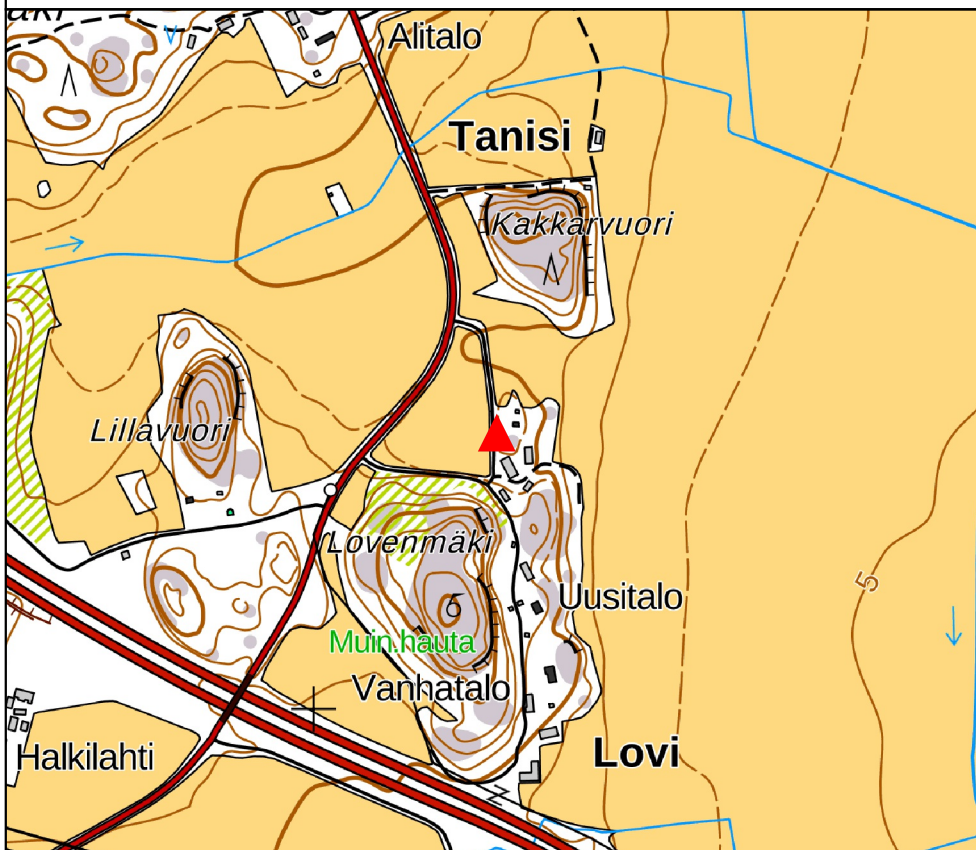 Alitalo
Tanisi
Kakkarvuori
Lillavuori
Lovenmäki
5
Uusitalo
Muin.hauta
Vanhatalo
Lovi
Halkilahti